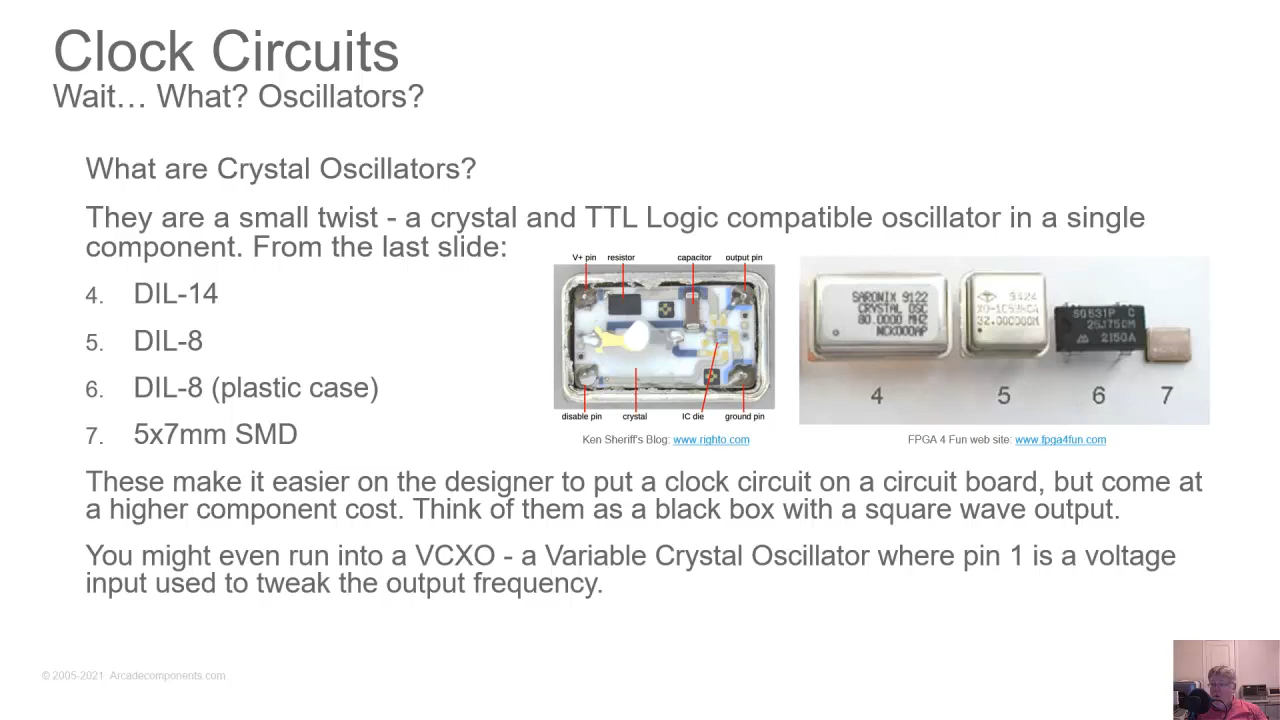 Clock Circuits
Wait… What? Oscillators?
What are Crystal Oscillators?
They are a small twist - a crystal and TTL Logic compatible oscillator in a single
component. From the last slide:
4. DIL-14
5. DIL-8
6. DIL-8 (plastic case)
7. 5x7mm SMD
V+ pin resistor capacitor output pin
disable pin crystal IC die ground pin
Ken Sheriff's Blog: www.righto.com
SARONIX 9122
CRYSTAL OSC
80.0000 MHZ
NCK000AP
9424
32.000000M
SG531P C
2150A
4 5 6 7
FPGA 4 Fun web site: www.fpga4fun.com
These make it easier on the designer to put a clock circuit on a circuit board, but come at
a higher component cost. Think of them as a black box with a square wave output.
You might even run into a VCXO - a Variable Crystal Oscillator where pin 1 is a voltage
input used to tweak the output frequency.
© 2005-2021 Arcadecomponents.com